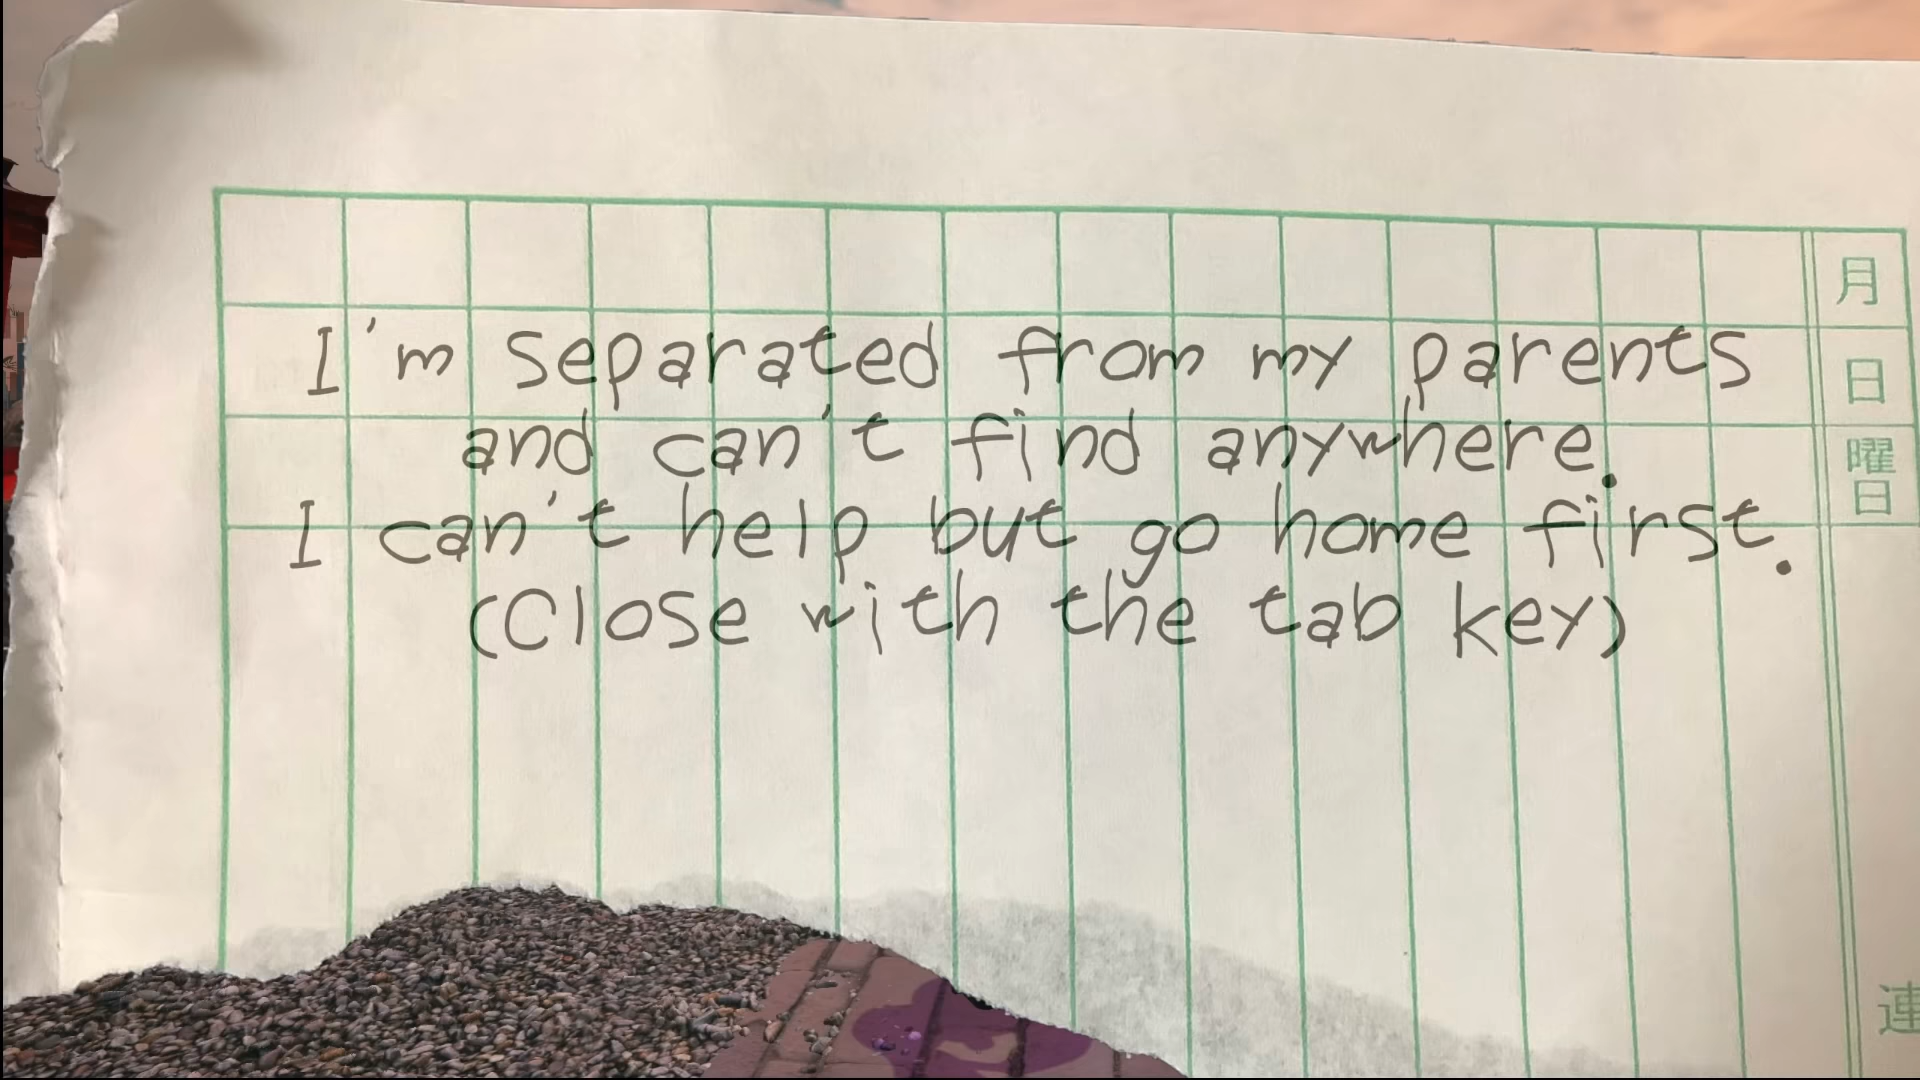 I'm separated from my parents
and can't find anywhere.
I can't help but go home first.
(Close with the tab key)
月
日
曜
日
連